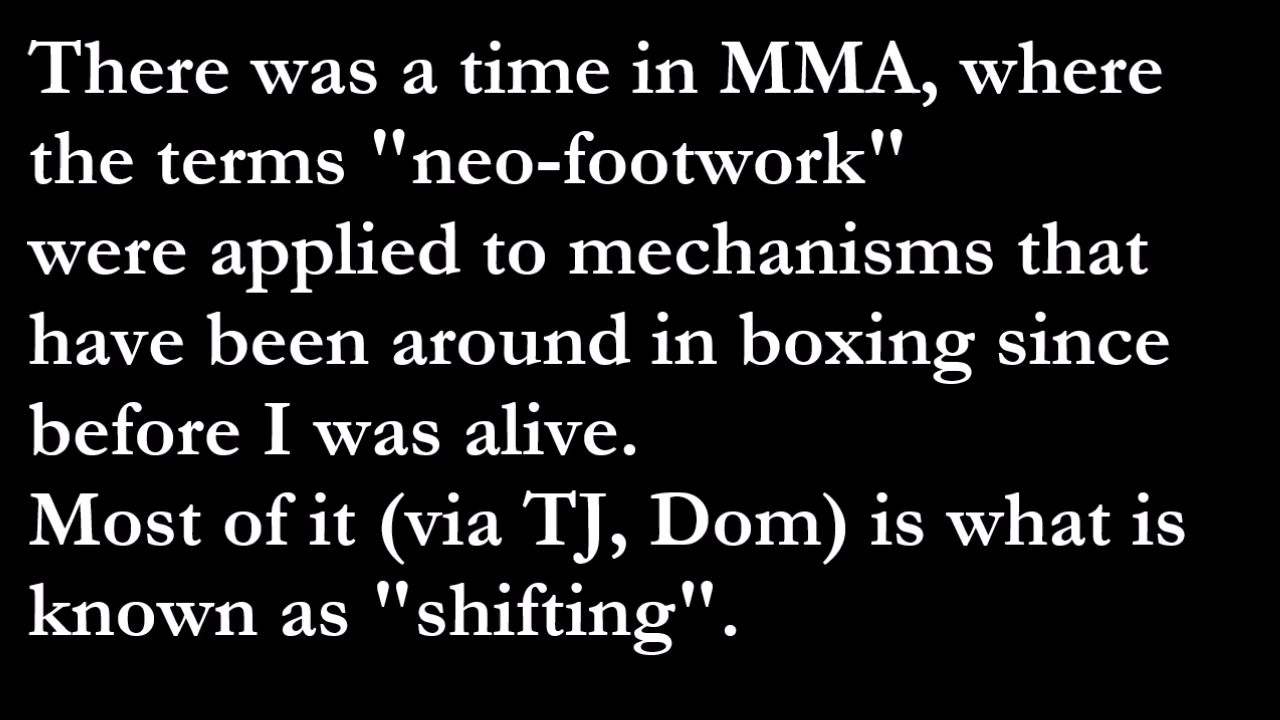 There was a time in MMA, where
the terms "neo-footwork"
were applied to mechanisms that
have been around in boxing since
before I was alive.
Most of it (via TJ, Dom) is what is
known as "shifting".